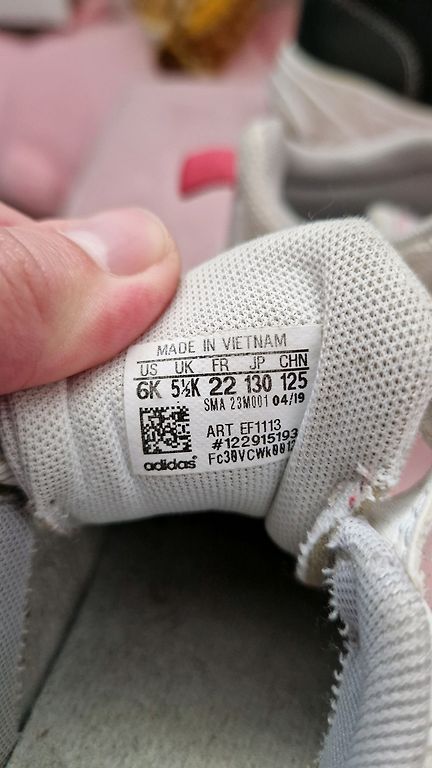 MADE IN VIETNAM
US UK FR JP CHN
6K 5½K 22 130 125
SMA 23M001 04/19
ART EF1113
#122915193
adidas